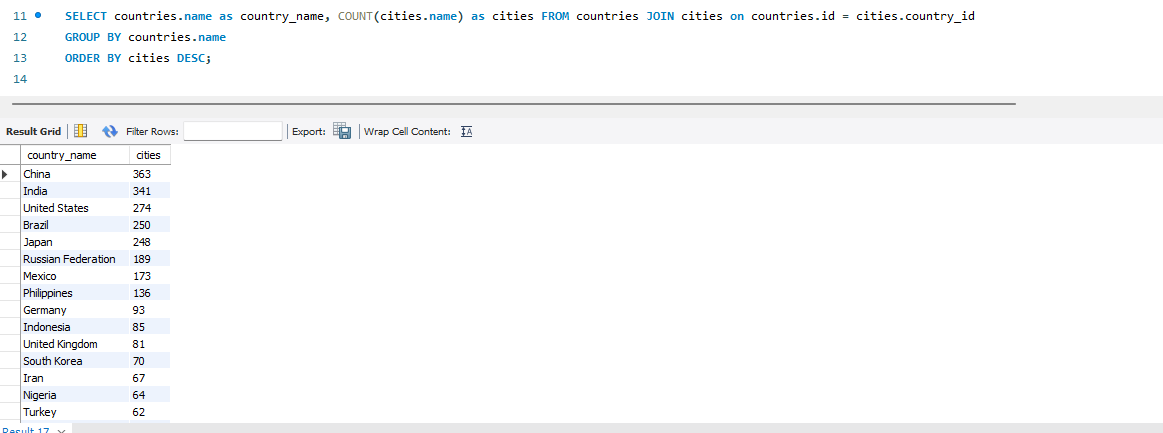 11 SELECT countries.name as country_name, COUNT(cities.name) as cities FROM countries JOIN cities on countries.id = cities.country_id
12 GROUP BY countries.name
13 ORDER BY cities DESC;
14
Result Grid Filter Rows: Export: Wrap Cell Content: IA
country_name cities
China 363
India 341
United States 274
Brazil 250
Japan 248
Russian Federation 189
Mexico 173
Philippines 136
Germany 93
Indonesia 85
United Kingdom 81
South Korea 70
Iran 67
Nigeria 64
Turkey 62
Result 17